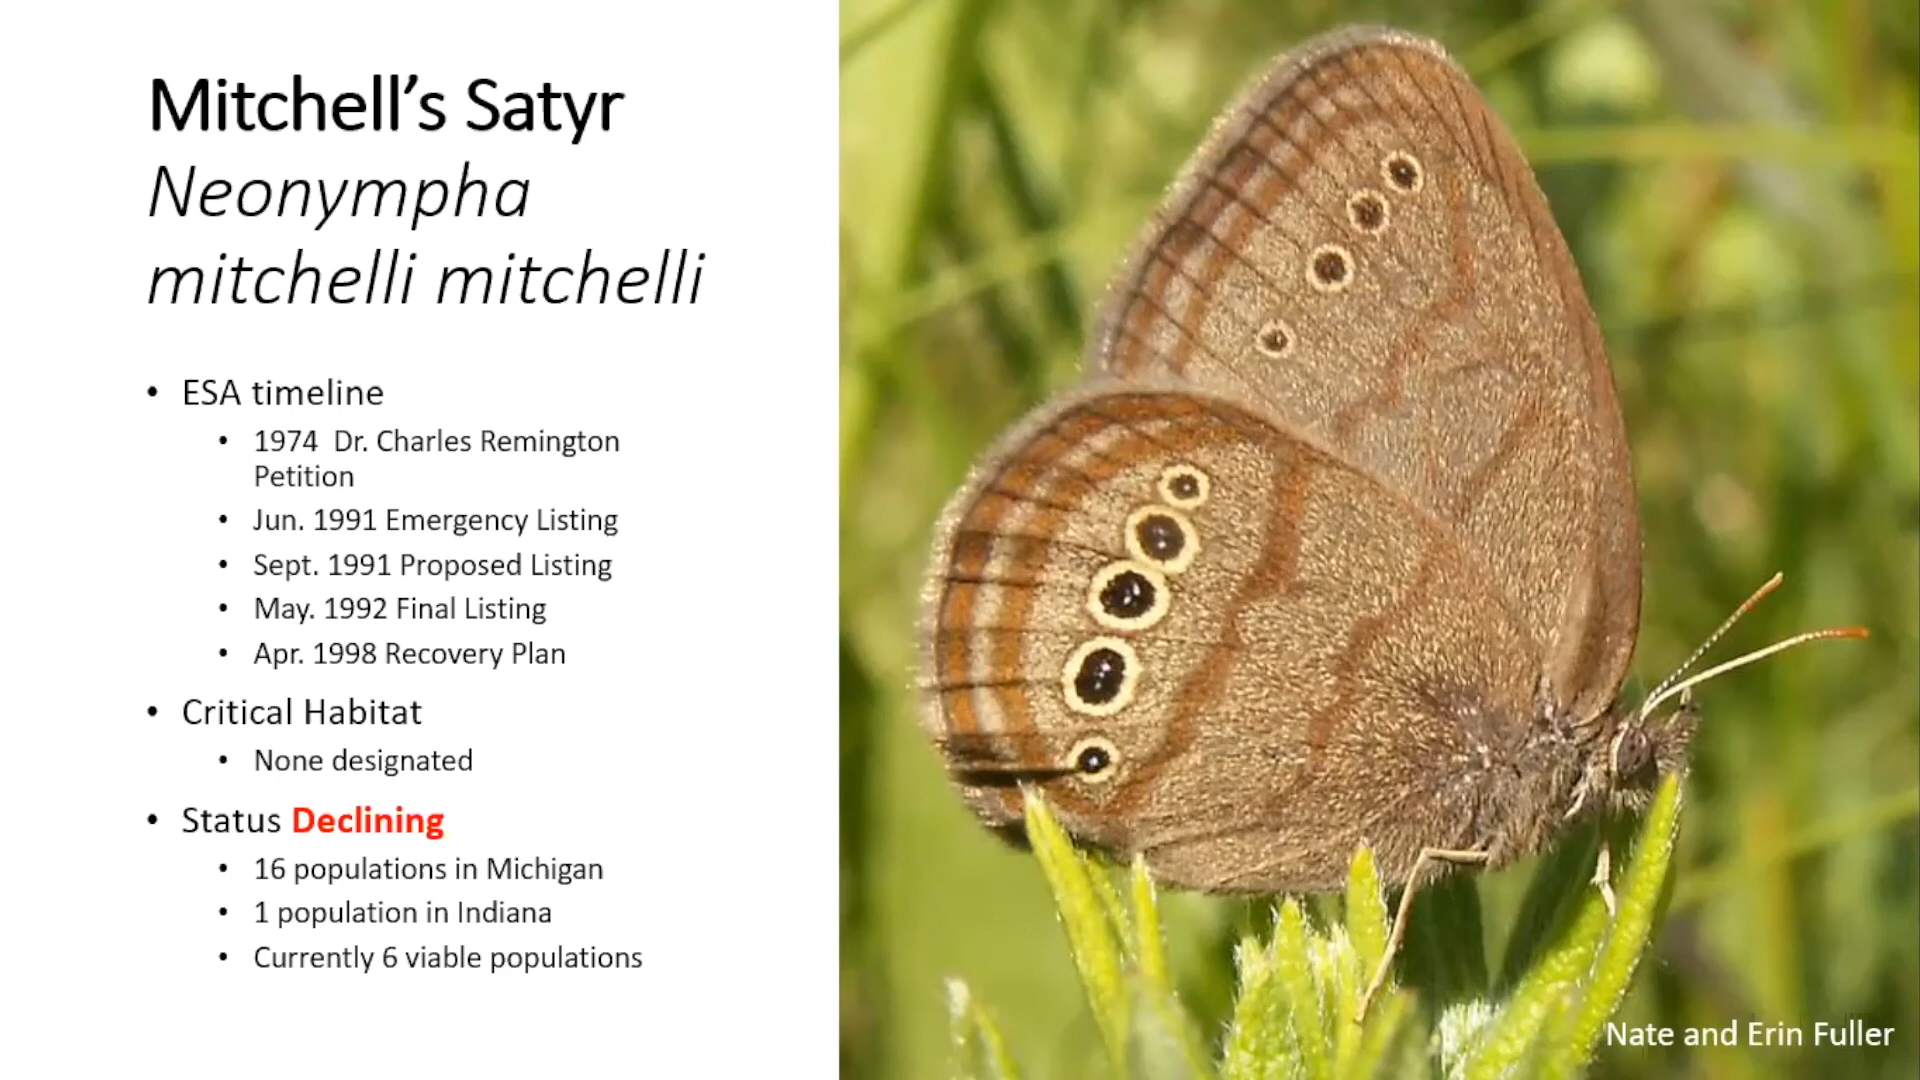 Mitchell's Satyr
Neonympha
mitchelli mitchelli
• ESA timeline
• 1974  Dr. Charles Remington
Petition
• Jun. 1991 Emergency Listing
• Sept. 1991 Proposed Listing
• May. 1992 Final Listing
• Apr. 1998 Recovery Plan
• Critical Habitat
• None designated
• Status Declining
• 16 populations in Michigan
• 1 population in Indiana
• Currently 6 viable populations
Nate and Erin Fuller